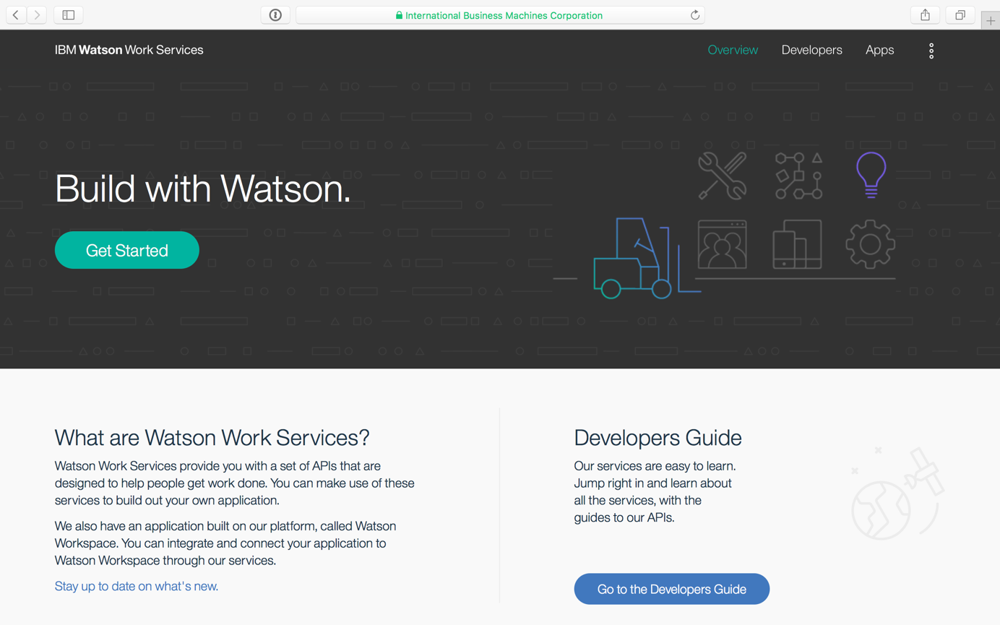 International Business Machines Corporation
IBM Watson Work Services
Overview
Developers
Apps
Build with Watson.
Get Started
What are Watson Work Services?
Watson Work Services provide you with a set of APIs that are
designed to help people get work done. You can make use of these
services to build out your own application.
We also have an application built on our platform, called Watson
Workspace. You can integrate and connect your application to
Watson Workspace through our services.
Stay up to date on what's new.
Developers Guide
Our services are easy to learn.
Jump right in and learn about
all the services, with the
guides to our APIs.
Go to the Developers Guide